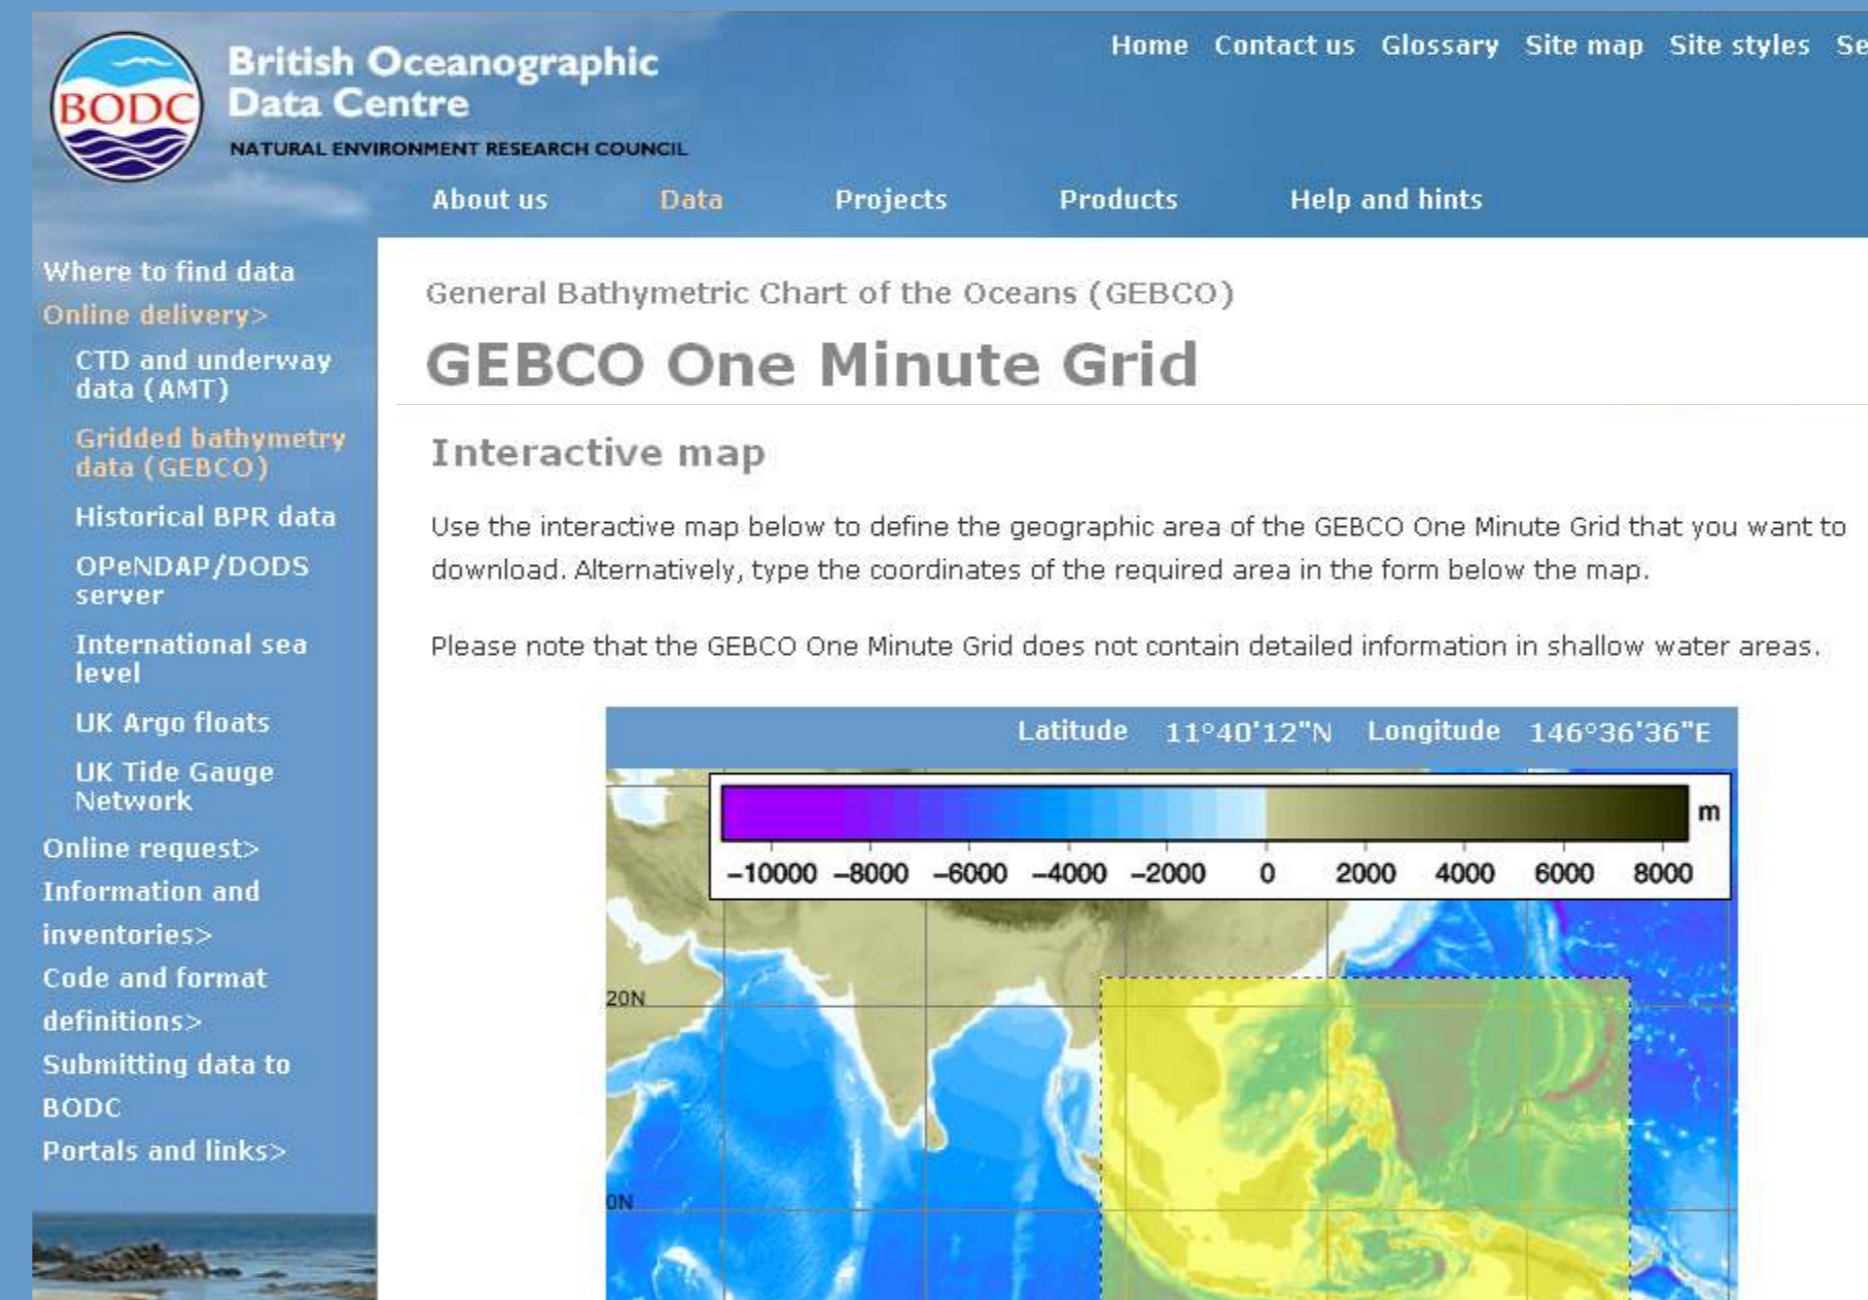 British Oceanographic
Data Centre
NATURAL ENVIRONMENT RESEARCH COUNCIL
BODC
Home Contact us Glossary Site map Site styles Se
About us Data Projects Products Help and hints
Where to find data
Online delivery>
CTD and underway
data (AMT)
Gridded bathymetry
data (GEBCO)
Historical BPR data
OPeNDAP/DODS
server
International sea
level
UK Argo floats
UK Tide Gauge
Network
Online request>
Information and
inventories>
Code and format
definitions>
Submitting data to
BODC
Portals and links>
General Bathymetric Chart of the Oceans (GEBCO)
GEBCO One Minute Grid
Interactive map
Use the interactive map below to define the geographic area of the GEBCO One Minute Grid that you want to
download. Alternatively, type the coordinates of the required area in the form below the map.
Please note that the GEBCO One Minute Grid does not contain detailed information in shallow water areas.
Latitude 11°40'12"N Longitude 146°36'36"E
m
−10000 −8000 −6000 −4000 −2000 0 2000 4000 6000 8000
20N
0N